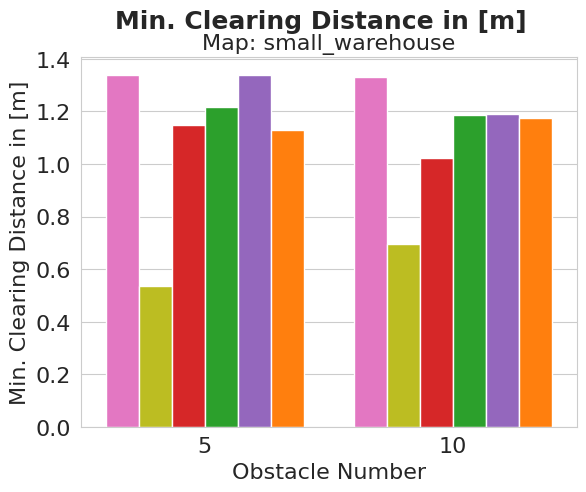 Min. Clearing Distance in [m]
Map: small_warehouse
Min. Clearing Distance in [m]
1.4
1.2
1.0
0.8
0.6
0.4
0.2
0.0
5
10
Obstacle Number